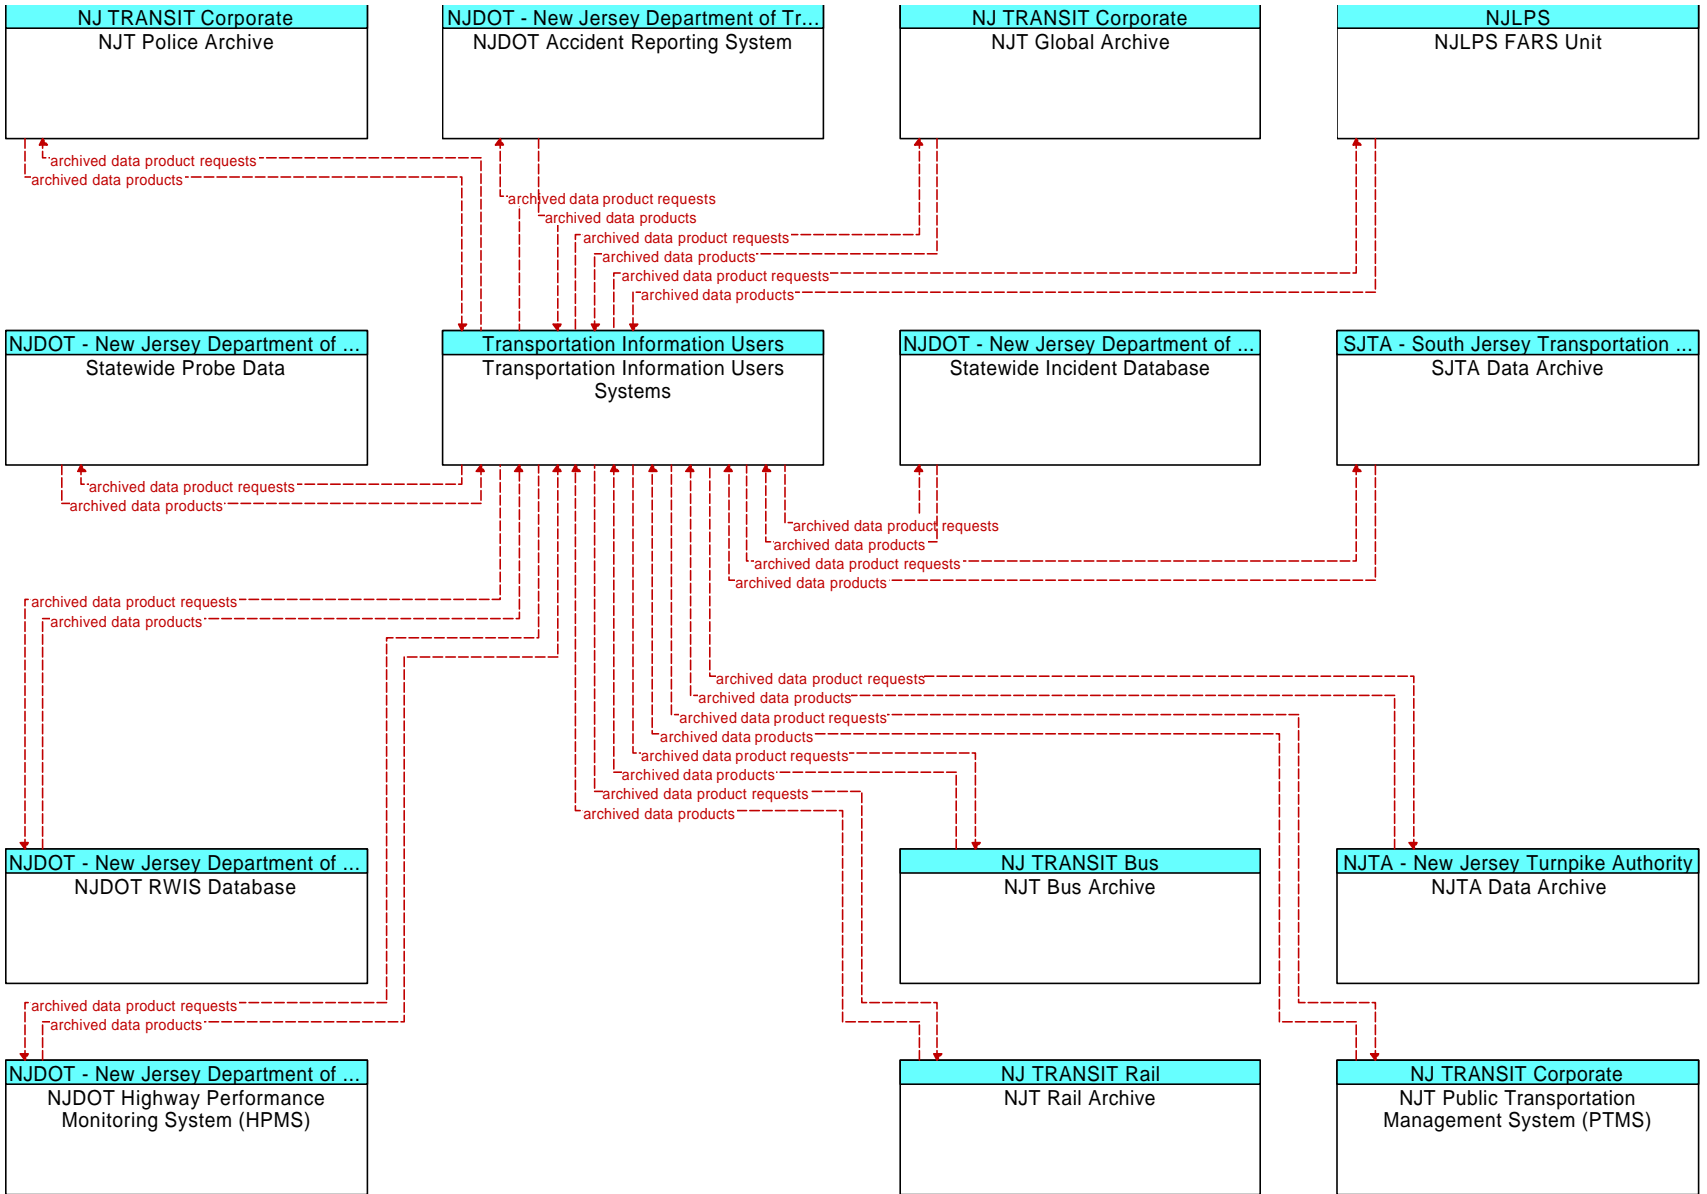 NJ TRANSIT Corporate
NJT Police Archive
NJDOT - New Jersey Department of Tr...
NJDOT Accident Reporting System
NJ TRANSIT Corporate
NJT Global Archive
NJLPS
NJLPS FARS Unit
archived data product requests
archived data products
archived data product requests
archived data products
archived data product requests
archived data products
archived data product requests
archived data products
NJDOT - New Jersey Department of ...
Statewide Probe Data
Transportation Information Users
Transportation Information Users
Systems
NJDOT - New Jersey Department of ...
Statewide Incident Database
SJTA - South Jersey Transportation ...
SJTA Data Archive
archived data product requests
archived data products
archived data product requests
archived data products
archived data product requests
archived data products
archived data product requests
archived data products
archived data product requests
archived data products
archived data product requests
archived data products
archived data product requests
archived data products
archived data product requests
archived data products
NJDOT - New Jersey Department of ...
NJDOT RWIS Database
NJ TRANSIT Bus
NJT Bus Archive
NJTA - New Jersey Turnpike Authority
NJTA Data Archive
archived data product requests
archived data products
NJDOT - New Jersey Department of ...
NJDOT Highway Performance
Monitoring System (HPMS)
NJ TRANSIT Rail
NJT Rail Archive
NJ TRANSIT Corporate
NJT Public Transportation
Management System (PTMS)